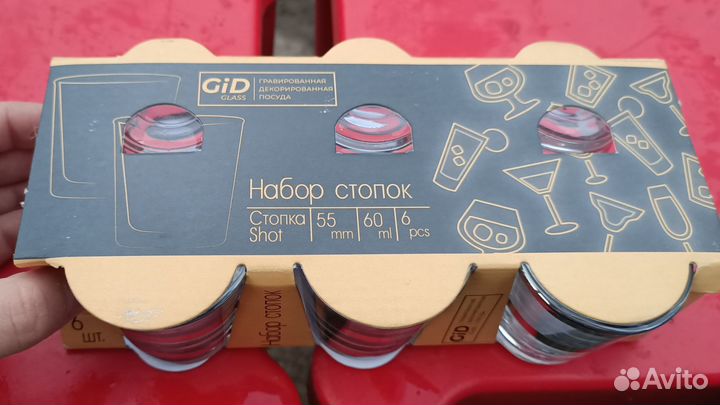 GiD
GLASS
ГРАВИРОВАННАЯ
ДЕКОРИРОВАННАЯ
ПОСУДА
Набор стопок
Стопка 55 60 6
Shot mm ml pcs
6
шт.
Набор стопок
GiD
GLASS
Avito